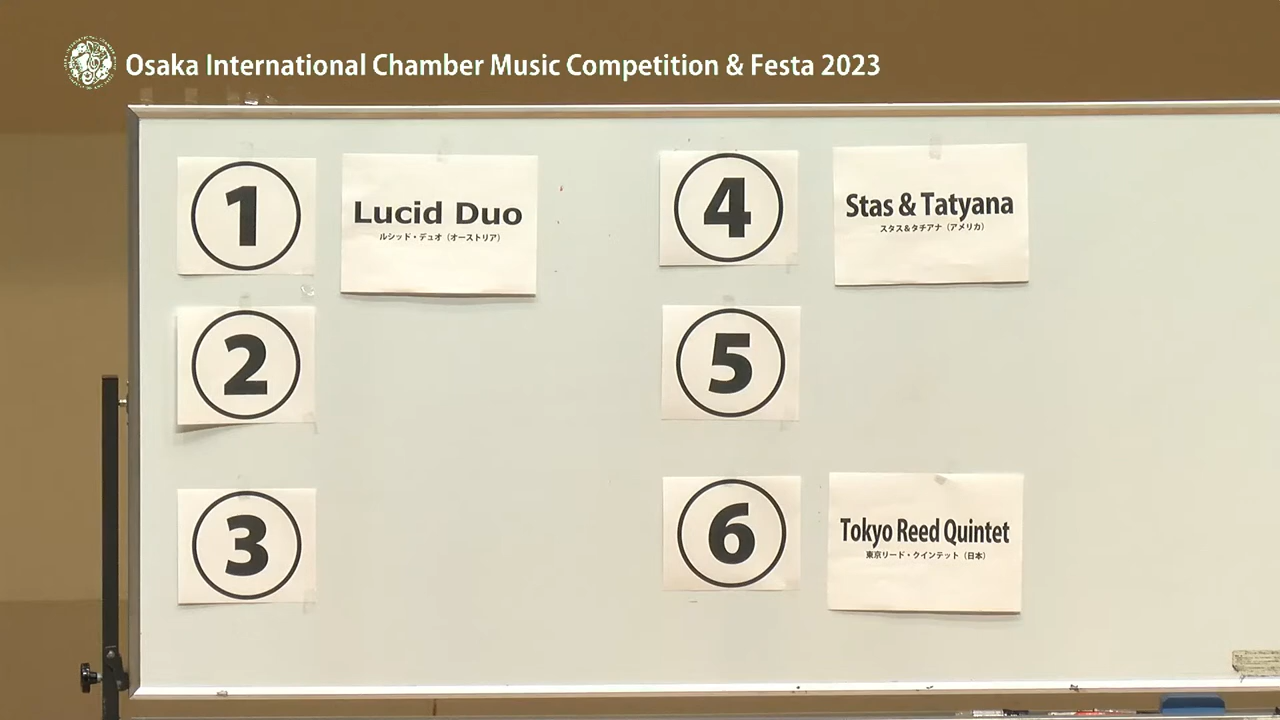 Osaka International Chamber Music Competition & Festa 2023
1
Lucid Duo
ルシッド・デュオ（オーストリア）
2
3
4
Stas & Tatyana
スタス＆タチアナ（アメリカ）
5
6
Tokyo Reed Quintet
東京リード・クインテット（日本）